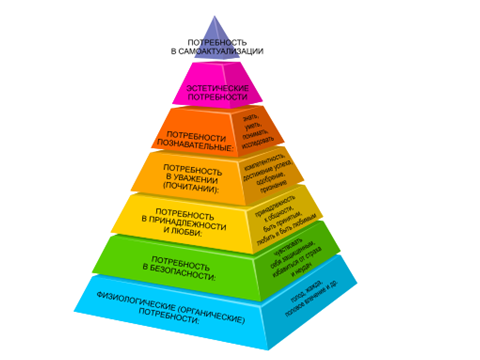 ПОТРЕБНОСТЬ
В САМОАКТУАЛИЗАЦИИ
ЭСТЕТИЧЕСКИЕ
ПОТРЕБНОСТИ
ПОТРЕБНОСТИ
ПОЗНАВАТЕЛЬНЫЕ:
знать,
уметь,
понимать,
исследовать
ПОТРЕБНОСТЬ
В УВАЖЕНИИ
(ПОЧИТАНИИ):
компетентность,
достижение успеха,
одобрение,
признание
ПОТРЕБНОСТЬ
В ПРИНАДЛЕЖНОСТИ
И ЛЮБВИ:
принадлежность
к общности,
быть принятым,
любить и быть любимым
ПОТРЕБНОСТЬ
В БЕЗОПАСНОСТИ:
чувствовать
себя защищенным,
избавиться от страха
и неудач
ФИЗИОЛОГИЧЕСКИЕ (ОРГАНИЧЕСКИЕ)
ПОТРЕБНОСТИ:
голод, жажда,
половое влечение и др.